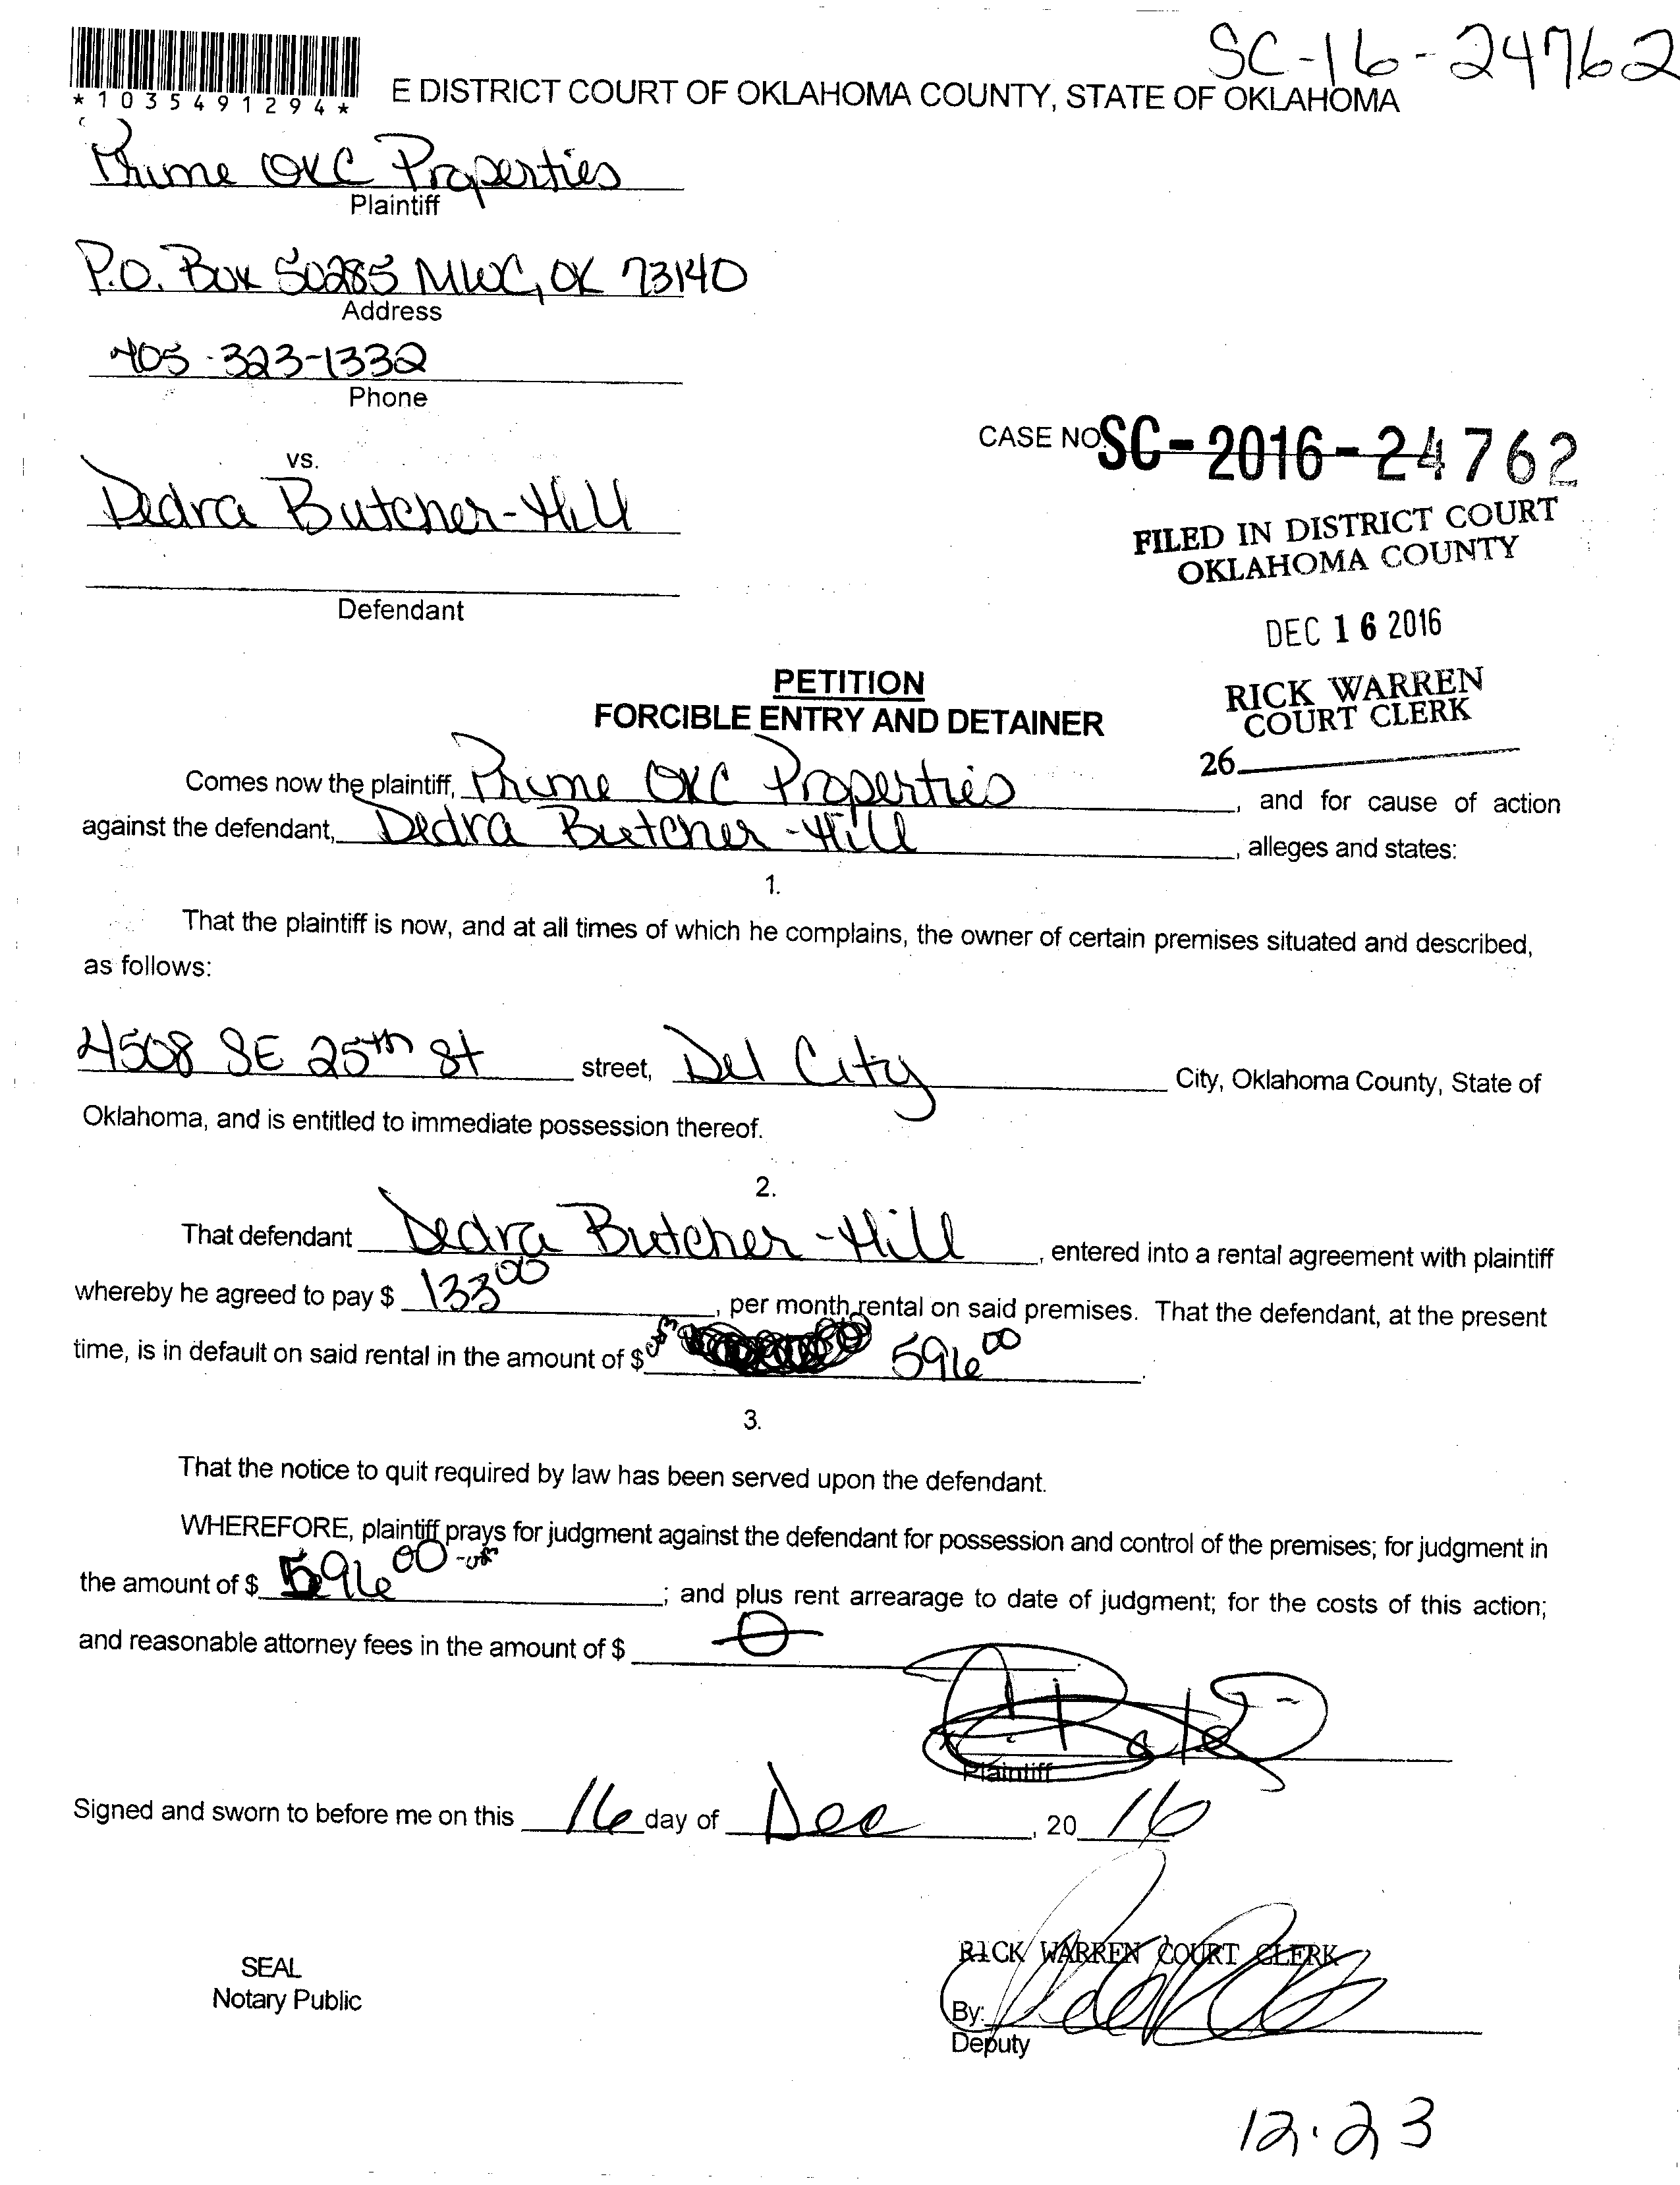 SC-16-24762
*1035491294*
E DISTRICT COURT OF OKLAHOMA COUNTY, STATE OF OKLAHOMA
Prime OKC Properties
Plaintiff
P.O. Box 50285 MWC, OK 73140
Address
405-323-1332
Phone
CASE NO. SC-2016-24762
vs.
Dedra Butcher-Hill
FILED IN DISTRICT COURT
OKLAHOMA COUNTY
Defendant
DEC 16 2016
PETITION
FORCIBLE ENTRY AND DETAINER
RICK WARREN
COURT CLERK
26
Comes now the plaintiff, Prime OKC Properties, and for cause of action
against the defendant, Dedra Butcher-Hill, alleges and states:
1.
That the plaintiff is now, and at all times of which he complains, the owner of certain premises situated and described,
as follows:
4508 SE 25th St street, Del City City, Oklahoma County, State of
Oklahoma, and is entitled to immediate possession thereof.
2.
That defendant Dedra Butcher-Hill, entered into a rental agreement with plaintiff
whereby he agreed to pay $ 133 00, per month rental on said premises. That the defendant, at the present
time, is in default on said rental in the amount of $ 596 00.
3.
That the notice to quit required by law has been served upon the defendant.
WHEREFORE, plaintiff prays for judgment against the defendant for possession and control of the premises; for judgment in
the amount of $ 596 00; and plus rent arrearage to date of judgment; for the costs of this action;
and reasonable attorney fees in the amount of $ 0
Plaintiff
Signed and sworn to before me on this 16 day of Dec, 20 16
SEAL
Notary Public
RICK WARREN COURT CLERK
By:
Deputy
12.23